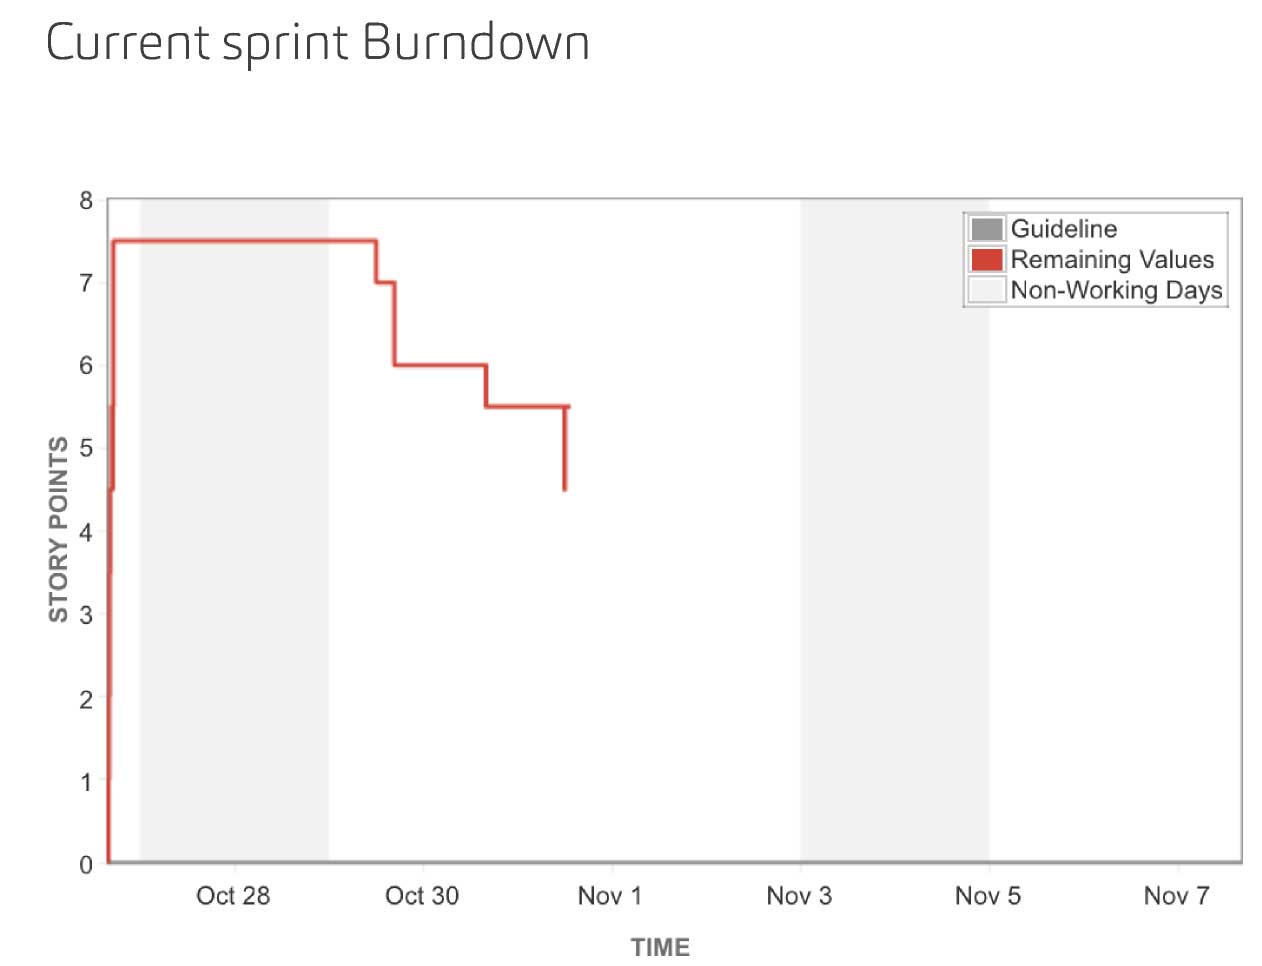 Current sprint Burndown
8
7
6
5
4
3
2
1
0
STORY POINTS
Guideline
Remaining Values
Non-Working Days
Oct 28
Oct 30
Nov 1
Nov 3
Nov 5
Nov 7
TIME